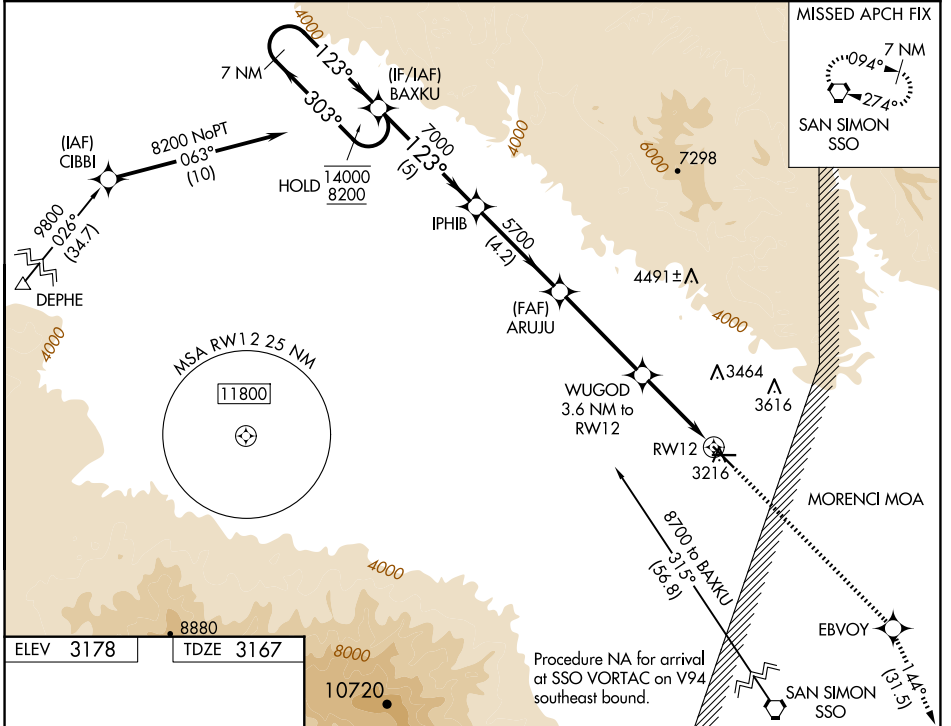 MISSED APCH FIX
7 NM
094°
274°
SAN SIMON
SSO
4000
7 NM
123°
303°
(IF/IAF)
BAXKU
HOLD
14000
8200
7000
123°
(5)
4000
6000
7298
(IAF)
CIBBI
8200 NoPT
063°
(10)
9800
026°
(34.7)
DEPHE
4000
IPHIB
5700
(4.2)
(FAF)
ARUJU
4491±
4000
MSA RW12 25 NM
11800
WUGOD
3.6 NM to
RW12
3464
3616
RW12
3216
MORENCI MOA
8700 to BAXKU
315°
(56.8)
4000
EBVOY
144°
(31.5)
8880
8000
10720
ELEV 3178
TDZE 3167
Procedure NA for arrival
at SSO VORTAC on V94
southeast bound.
SAN SIMON
SSO